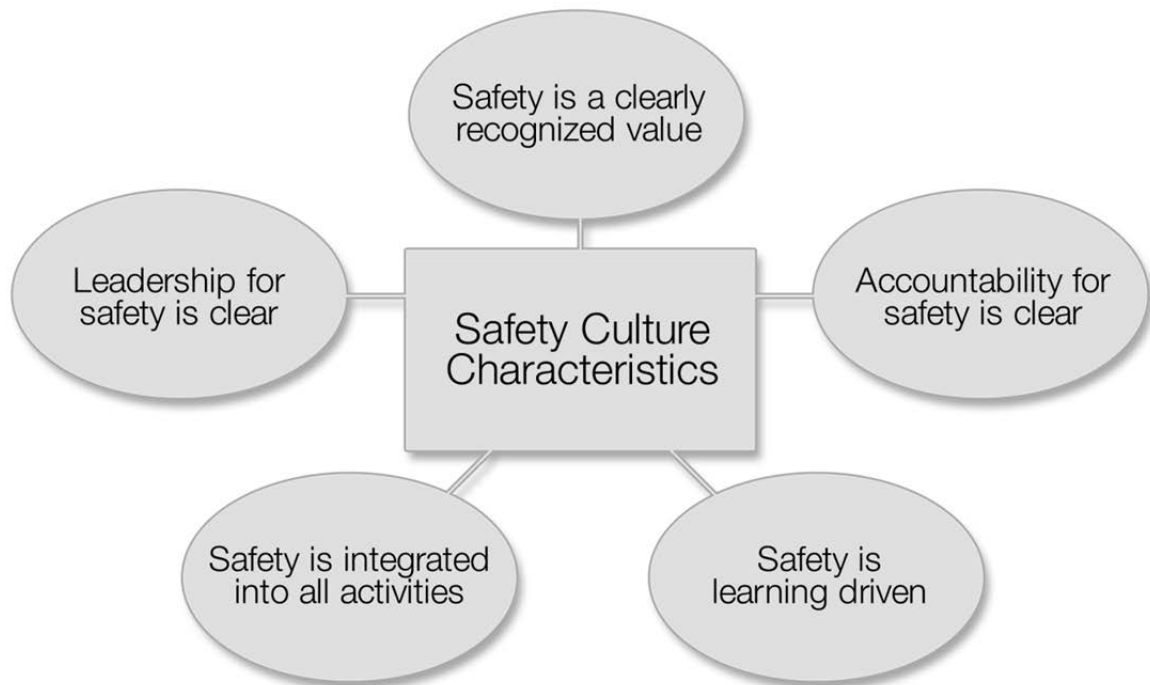 Safety is a clearly
recognized value
Leadership for
safety is clear
Accountability for
safety is clear
Safety Culture
Characteristics
Safety is integrated
into all activities
Safety is
learning driven